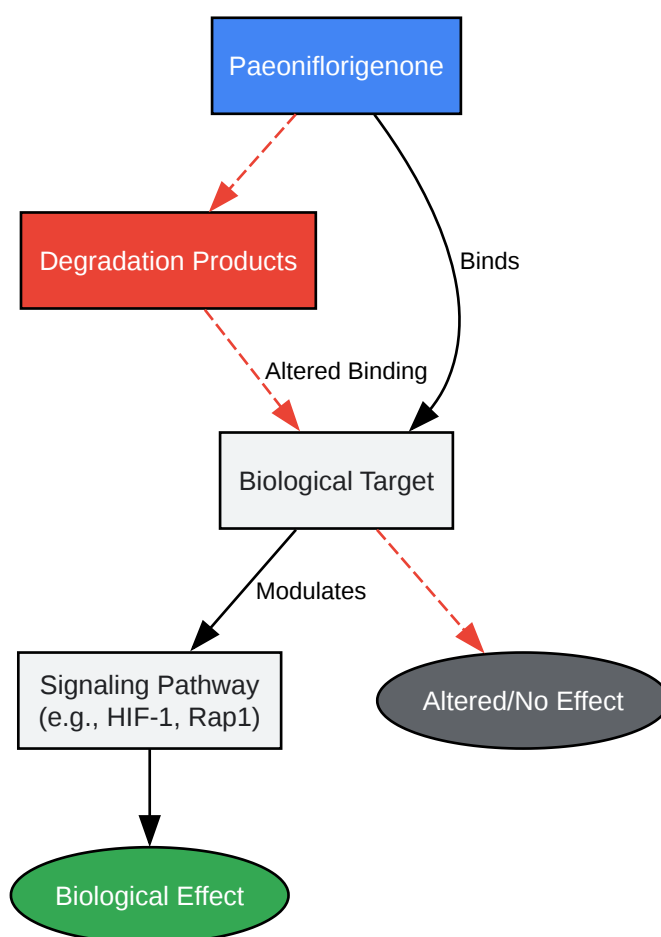 Paeoniflorigenone
Degradation Products
Binds
Altered Binding
Biological Target
Modulates
Signaling Pathway
(e.g., HIF-1, Rap1)
Altered/No Effect
Biological Effect